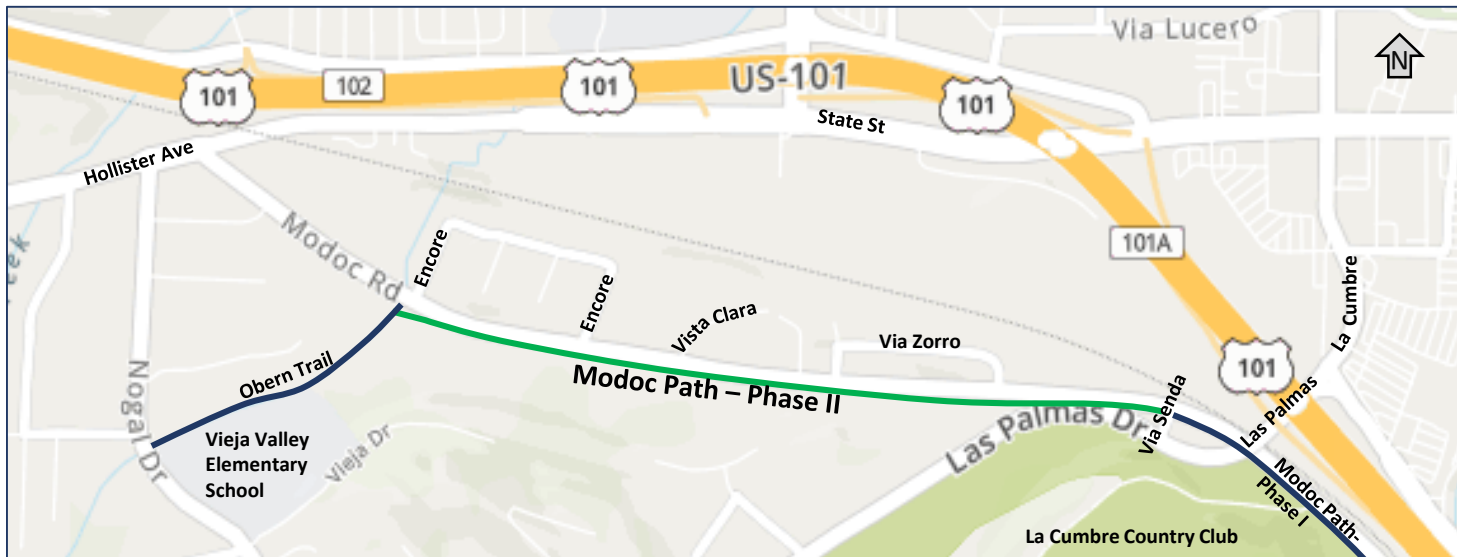 Via Lucero
N
101
102
101
US-101
101
State St
Hollister Ave
Modoc Rd
Encore
Encore
101A
La Cumbre
Vista Clara
Via Zorro
101
Obern Trail
Modoc Path – Phase II
Via Senda
Las Palmas
Nogal Dr
Las Palmas Dr
Vieja Valley
Elementary
School
Vieja Dr
Modoc Path-
Phase I
La Cumbre Country Club